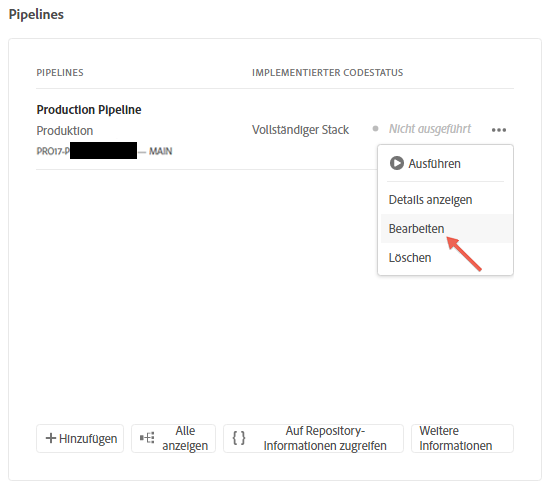 Pipelines
PIPELINES IMPLEMENTIERTER CODESTATUS
Production Pipeline
Produktion
Vollständiger Stack Nicht ausgeführt
PRO17-P — MAIN
Ausführen
Details anzeigen
Bearbeiten
Löschen
Hinzufügen
Alle
anzeigen
Auf Repository-
Informationen zugreifen
Weitere
Informationen